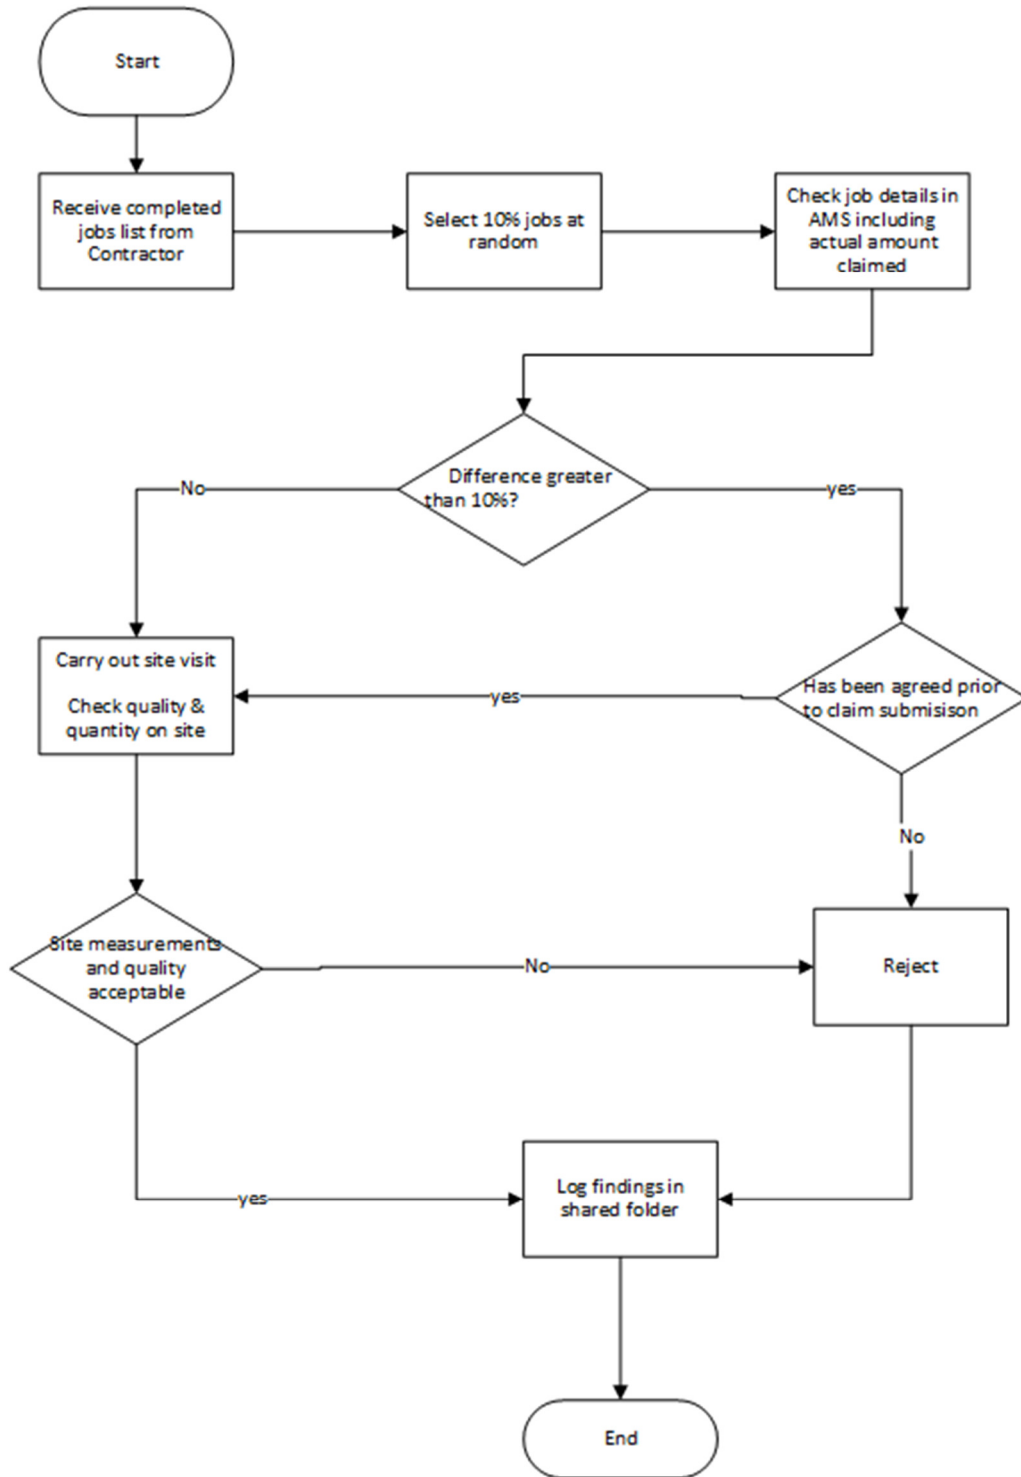 Start
Receive completed
jobs list from
Contractor
Select 10% jobs at
random
Check job details in
AMS including
actual amount
claimed
Difference greater
than 10%?
No
yes
Carry out site visit
Check quality &
quantity on site
yes
Has been agreed prior
to claim submisison
No
Site measurements
and quality
acceptable
No
Reject
yes
Log findings in
shared folder
End